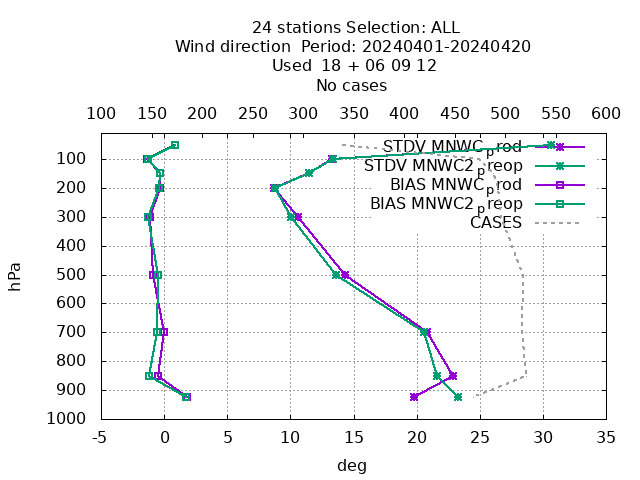 24 stations Selection: ALL
Wind direction  Period: 20240401-20240420
Used  18 + 06 09 12
No cases
100 150 200 250 300 350 400 450 500 550 600
STDV MNWC_prod
STDV MNWC2_preop
BIAS MNWC_prod
BIAS MNWC2_preop
CASES
hPa
100
200
300
400
500
600
700
800
900
1000
-5 0 5 10 15 20 25 30 35
deg